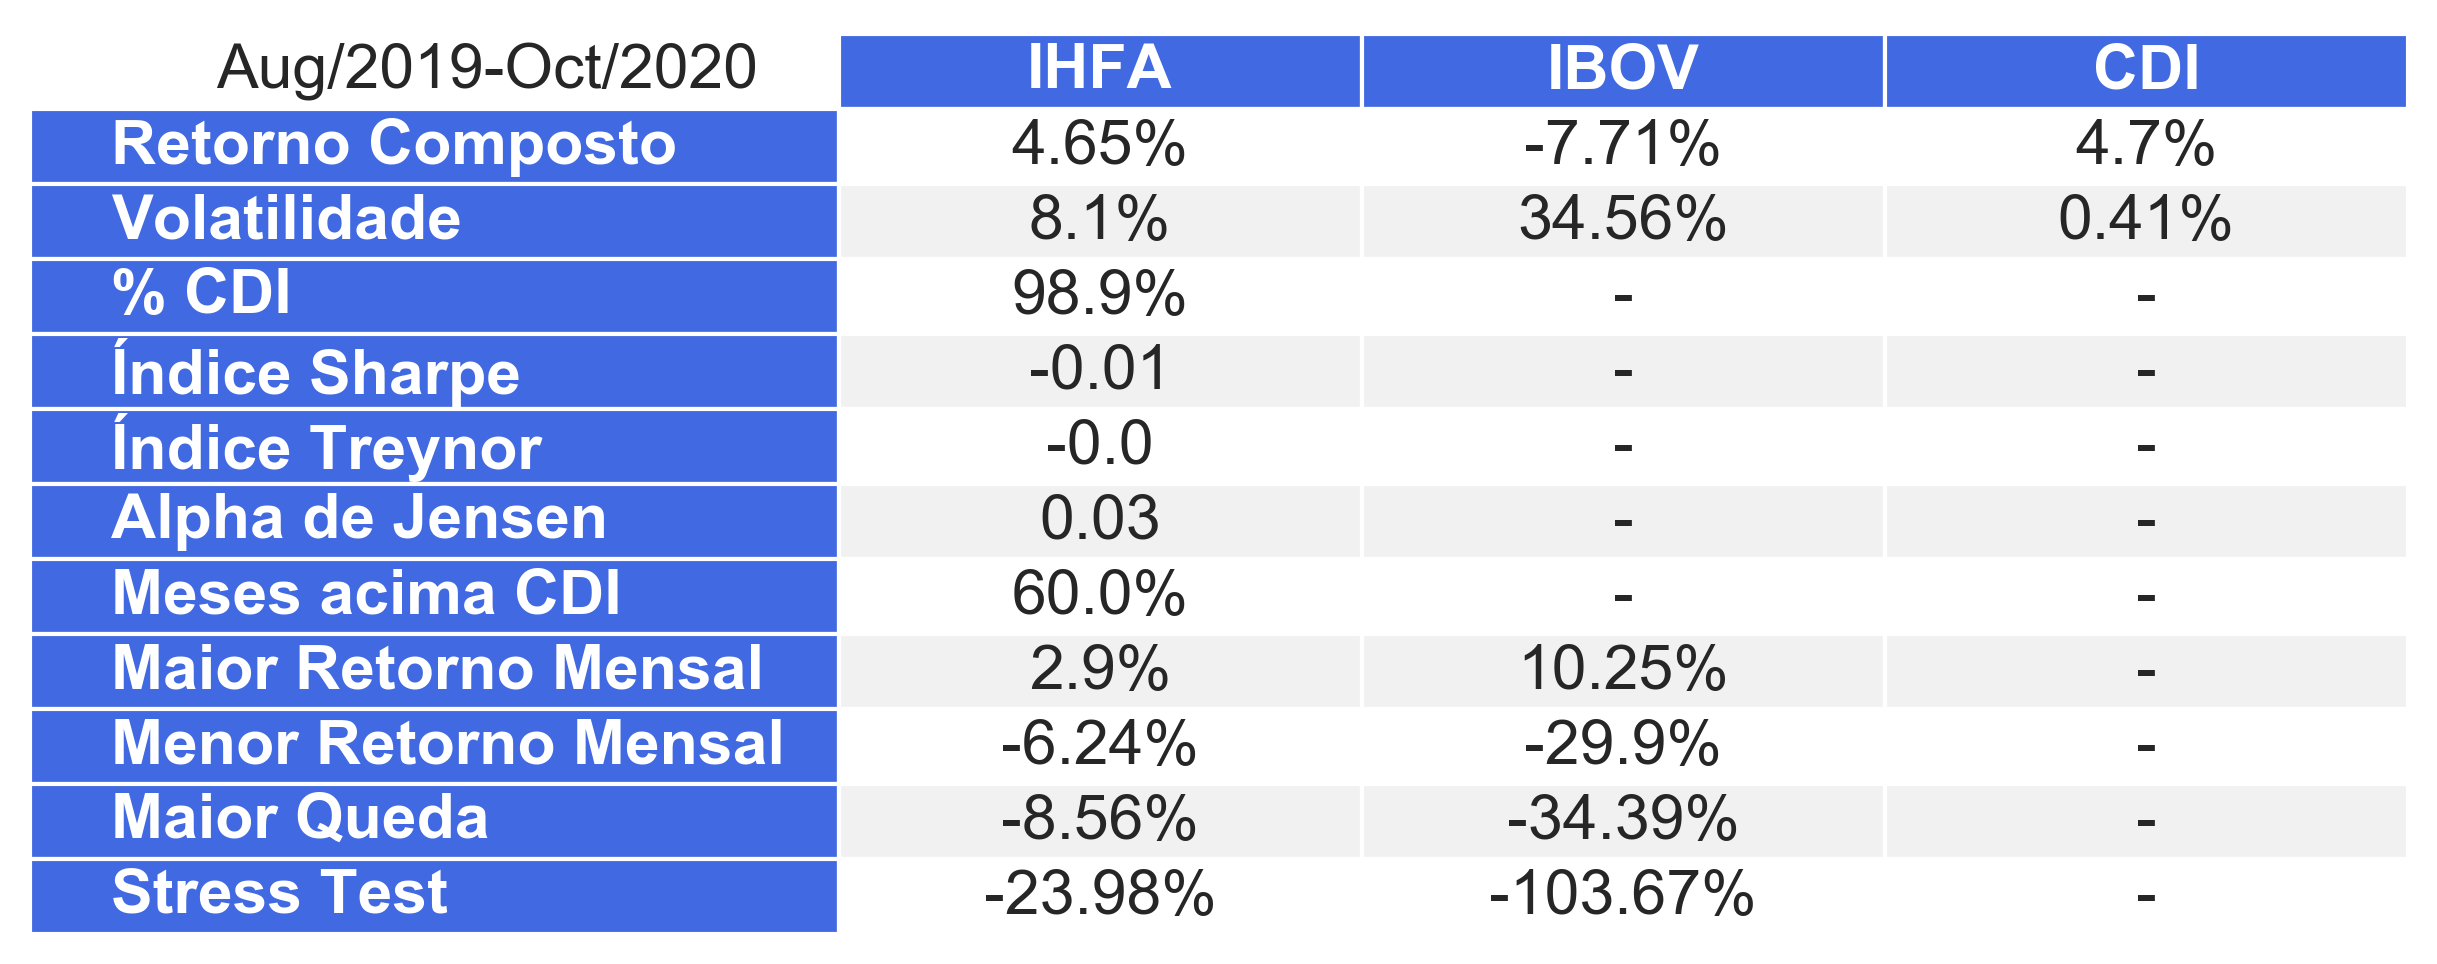 Aug/2019-Oct/2020 IHFA IBOV CDI
Retorno Composto 4.65% -7.71% 4.7%
Volatilidade 8.1% 34.56% 0.41%
% CDI 98.9% - -
Índice Sharpe -0.01 - -
Índice Treynor -0.0 - -
Alpha de Jensen 0.03 - -
Meses acima CDI 60.0% - -
Maior Retorno Mensal 2.9% 10.25% -
Menor Retorno Mensal -6.24% -29.9% -
Maior Queda -8.56% -34.39% -
Stress Test -23.98% -103.67% -